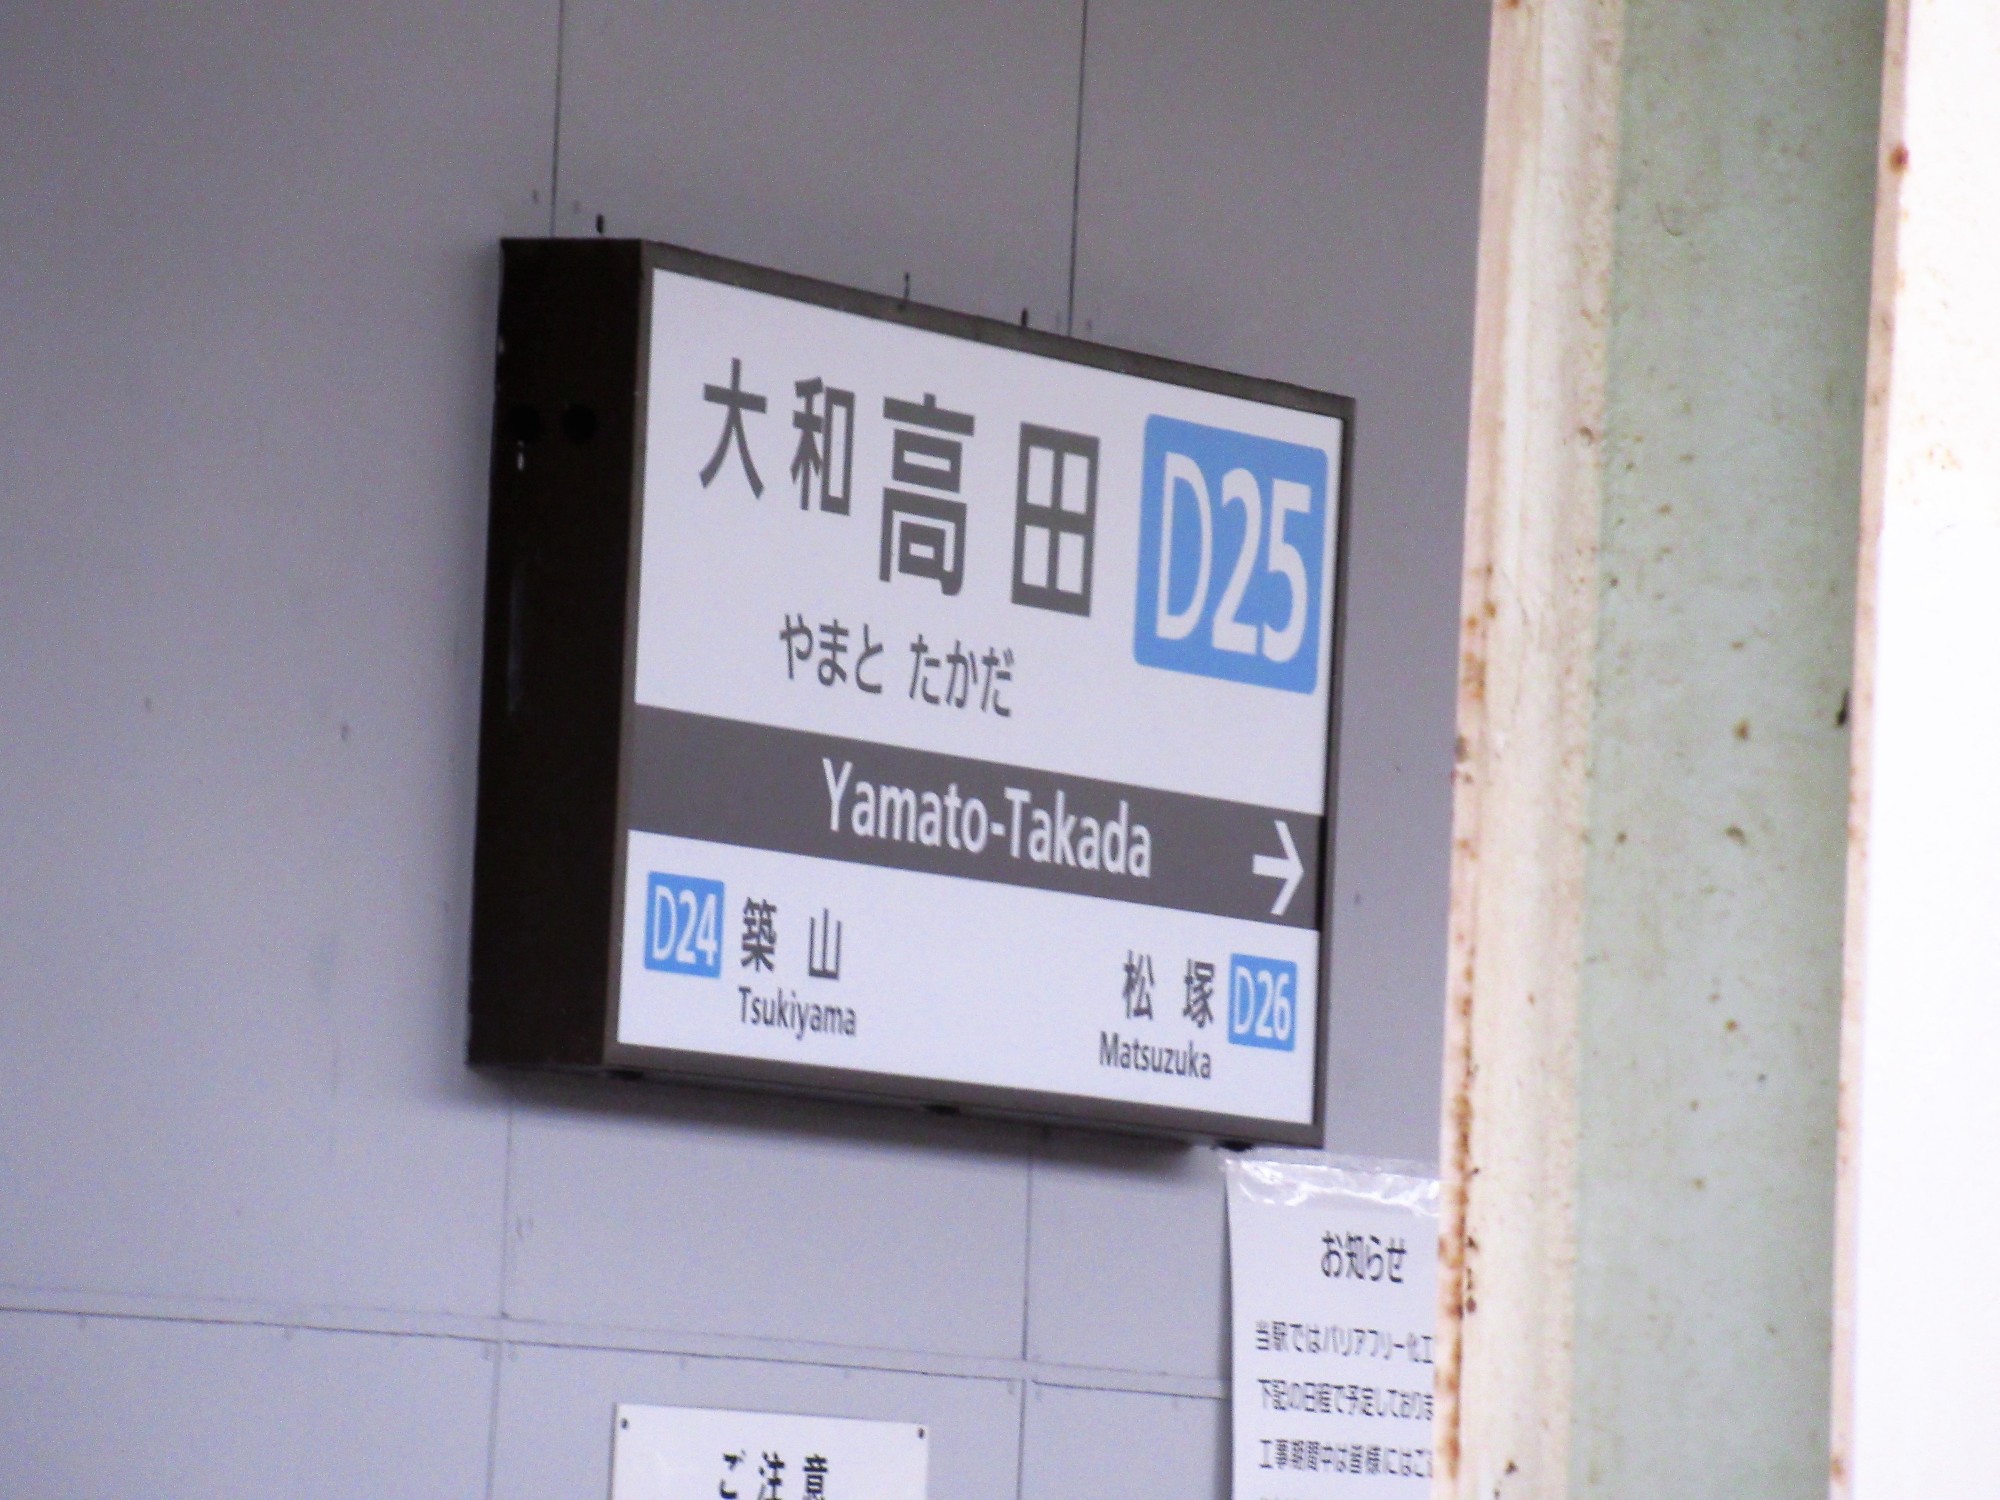 大和高田 D25
やまと たかだ
Yamato-Takada →
D24 築山
Tsukiyama
松塚 D26
Matsuzuka
お知らせ
当駅ではバリアフリー化工
下記の日程で予定しておりま
工事期間中は皆様にはご
ご注意